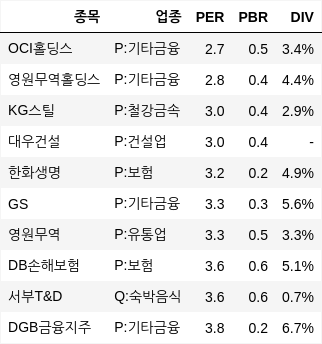 종목 업종 PER PBR DIV
OCI홀딩스 P:기타금융 2.7 0.5 3.4%
영원무역홀딩스 P:기타금융 2.8 0.4 4.4%
KG스틸 P:철강금속 3.0 0.4 2.9%
대우건설 P:건설업 3.0 0.4 -
한화생명 P:보험 3.2 0.2 4.9%
GS P:기타금융 3.3 0.3 5.6%
영원무역 P:유통업 3.3 0.5 3.3%
DB손해보험 P:보험 3.6 0.6 5.1%
서부T&D Q:숙박음식 3.6 0.6 0.7%
DGB금융지주 P:기타금융 3.8 0.2 6.7%